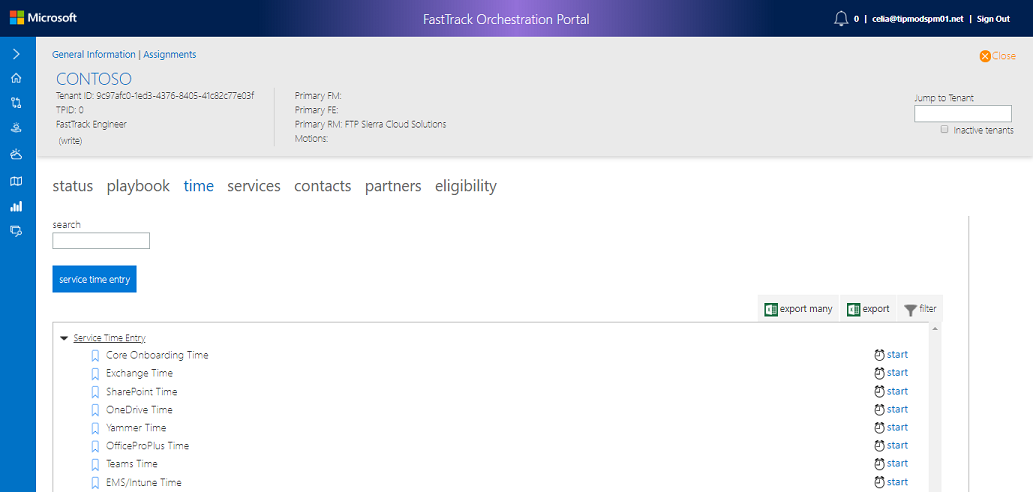 Microsoft
FastTrack Orchestration Portal
0 | celia@tipmodspm01.net | Sign Out
General Information | Assignments
Close
CONTOSO
Tenant ID: 9c97afc0-1ed3-4376-8405-41c82c77e03f
TPID: 0
FastTrack Engineer
(write)
Primary FM:
Primary FE:
Primary RM: FTP Sierra Cloud Solutions
Motions:
Jump to Tenant
Inactive tenants
status playbook time services contacts partners eligibility
search
service time entry
export many export filter
Service Time Entry
Core Onboarding Time start
Exchange Time start
SharePoint Time start
OneDrive Time start
Yammer Time start
OfficeProPlus Time start
Teams Time start
EMS/Intune Time start